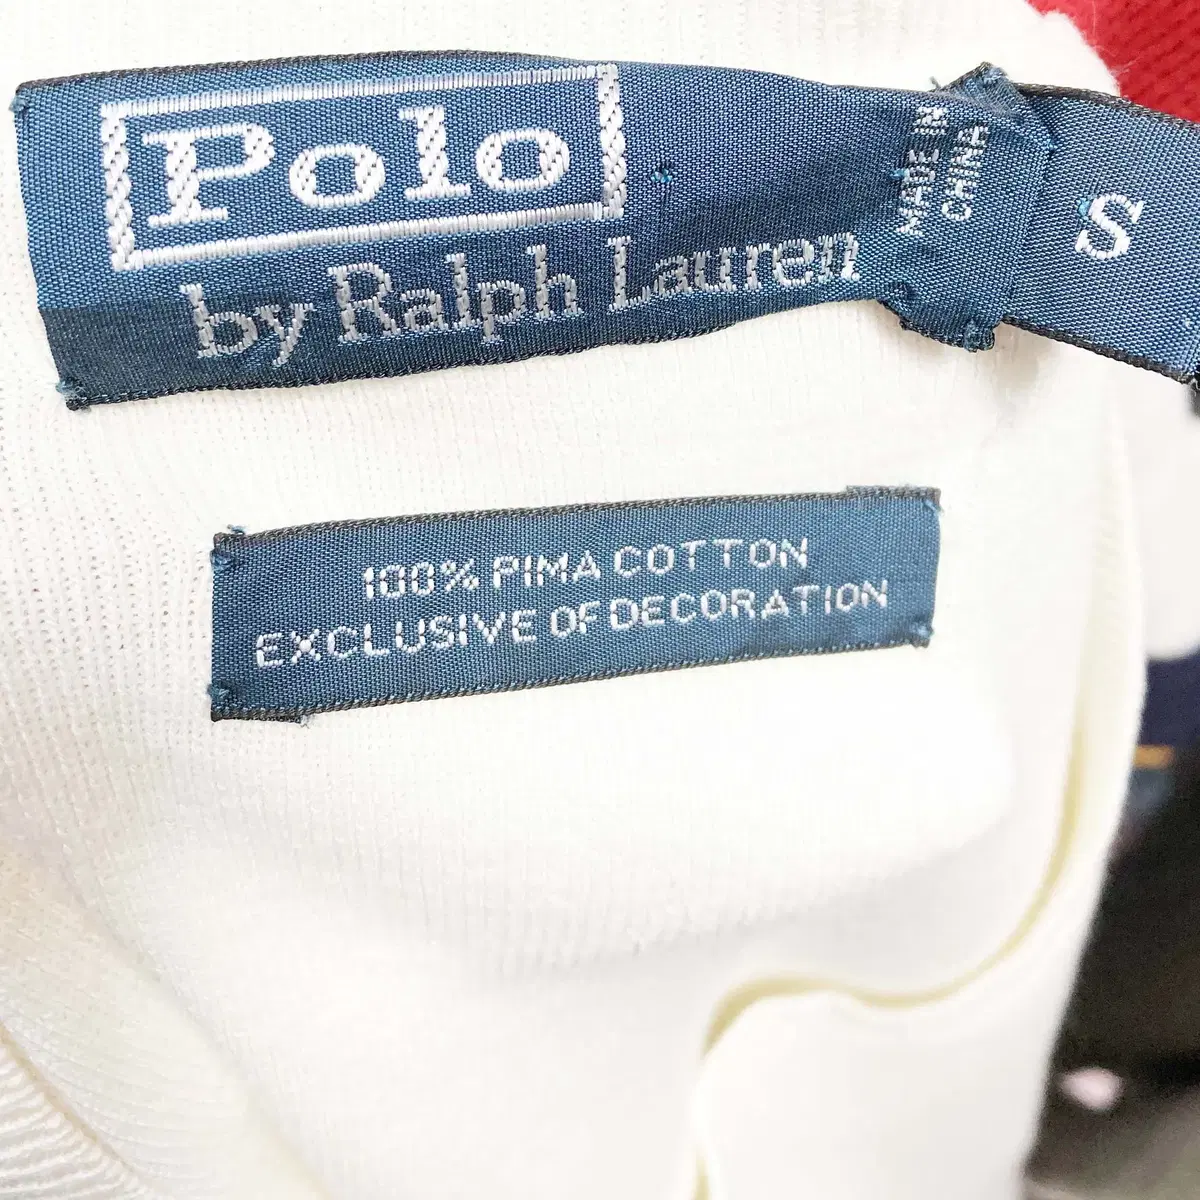 Polo
by Ralph Lauren
MADE IN
CHINA
S
100% PIMA COTTON
EXCLUSIVE OF DECORATION